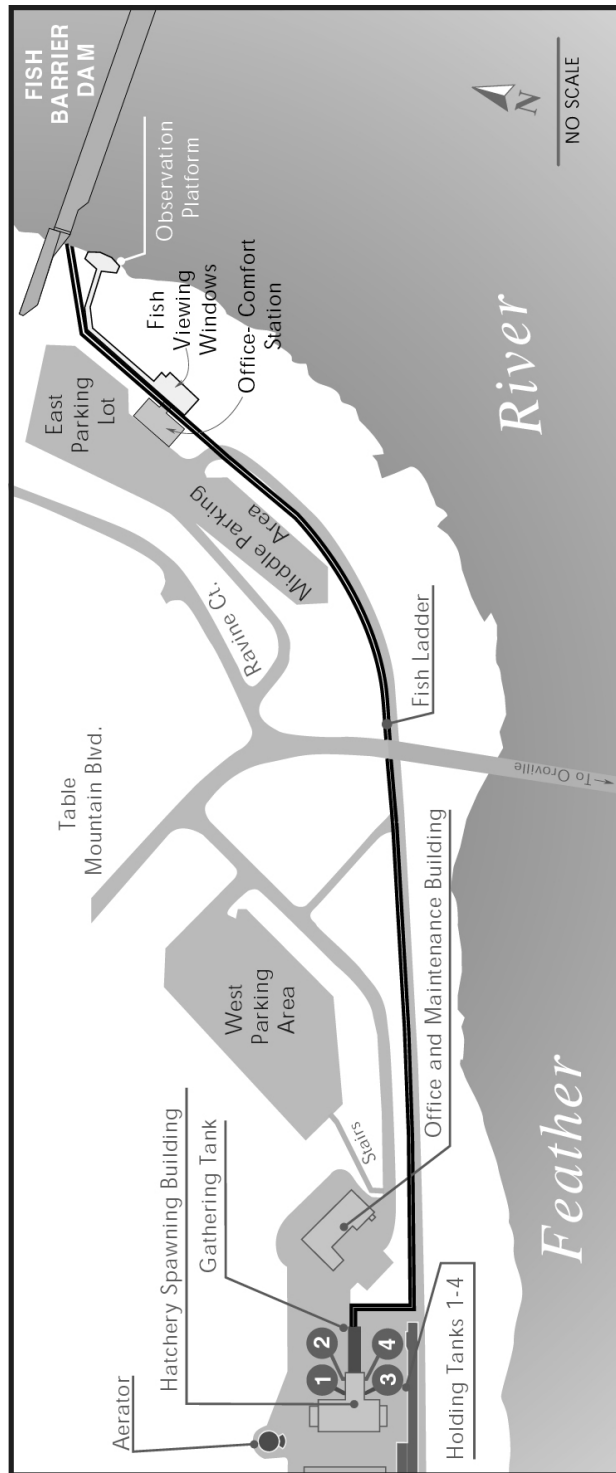 FISH
BARRIER
DAM
Observation
Platform
Fish
Viewing
Windows
Office- Comfort
Station
East
Parking
Lot
Middle Parking
Area
Ravine Ct.
Table
Mountain Blvd.
Fish Ladder
To Oroville
West
Parking
Area
Stairs
Office and Maintenance Building
Hatchery Spawning Building
Gathering Tank
Aerator
1
2
3
4
Holding Tanks 1-4
Feather
River
N
NO SCALE